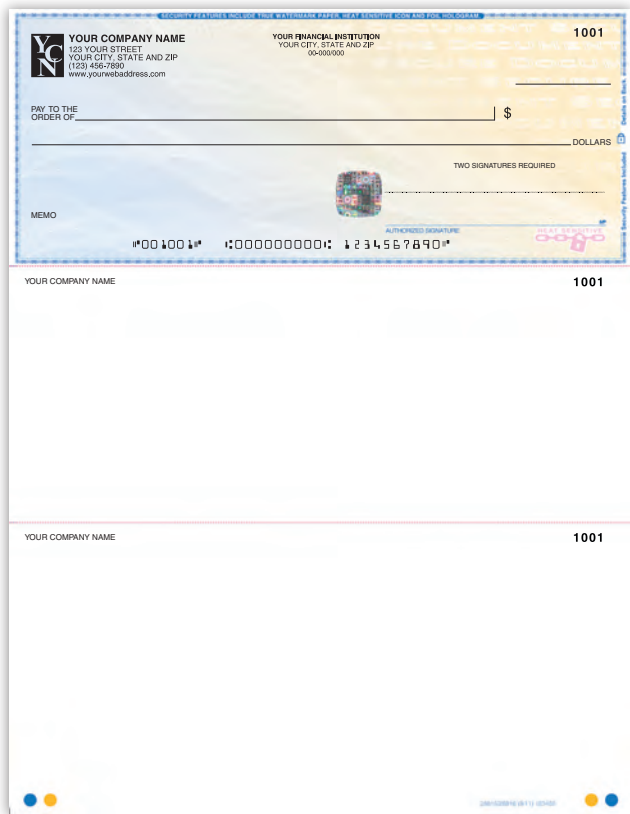 SECURITY FEATURES INCLUDE TRUE WATERMARK PAPER, HEAT SENSITIVE ICON AND FOIL HOLOGRAM.
YCN
YOUR COMPANY NAME
123 YOUR STREET
YOUR CITY, STATE AND ZIP
(123) 456-7890
www.yourwebaddress.com
YOUR FINANCIAL INSTITUTION
YOUR CITY, STATE AND ZIP
00-000/000
1001
PAY TO THE
ORDER OF
$
DOLLARS
TWO SIGNATURES REQUIRED
MEMO
AUTHORIZED SIGNATURE
MP
HEAT SENSITIVE
⑈001001⑈ ⑆000000000⑆ 1234567890⑈
Security Features Included
Details on Back.
YOUR COMPANY NAME
1001
YOUR COMPANY NAME
1001